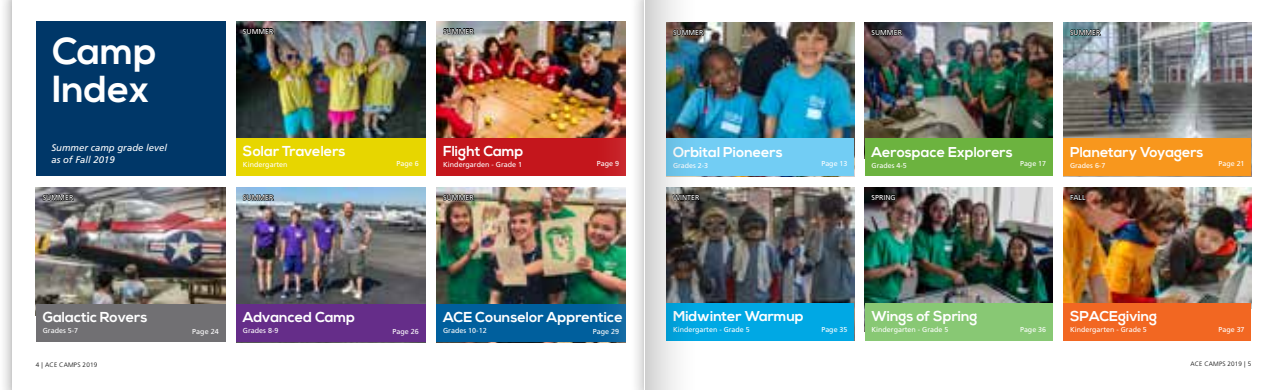 Camp
Index
Summer camp grade level
as of Fall 2019
SUMMER
Solar Travelers
Kindergarten
Page 6
SUMMER
Flight Camp
Kindergarden - Grade 1
Page 9
SUMMER
Galactic Rovers
Grades 5-7
Page 24
SUMMER
Advanced Camp
Grades 8-9
Page 26
SUMMER
ACE Counselor Apprentice
Grades 10-12
Page 29
4 | ACE CAMPS 2019
SUMMER
Orbital Pioneers
Grades 2-3
Page 13
SUMMER
Aerospace Explorers
Grades 4-5
Page 17
SUMMER
Planetary Voyagers
Grades 6-7
Page 21
WINTER
Midwinter Warmup
Kindergarten - Grade 5
Page 35
SPRING
Wings of Spring
Kindergarten - Grade 5
Page 36
FALL
SPACEgiving
Kindergarten - Grade 5
Page 37
ACE CAMPS 2019 | 5